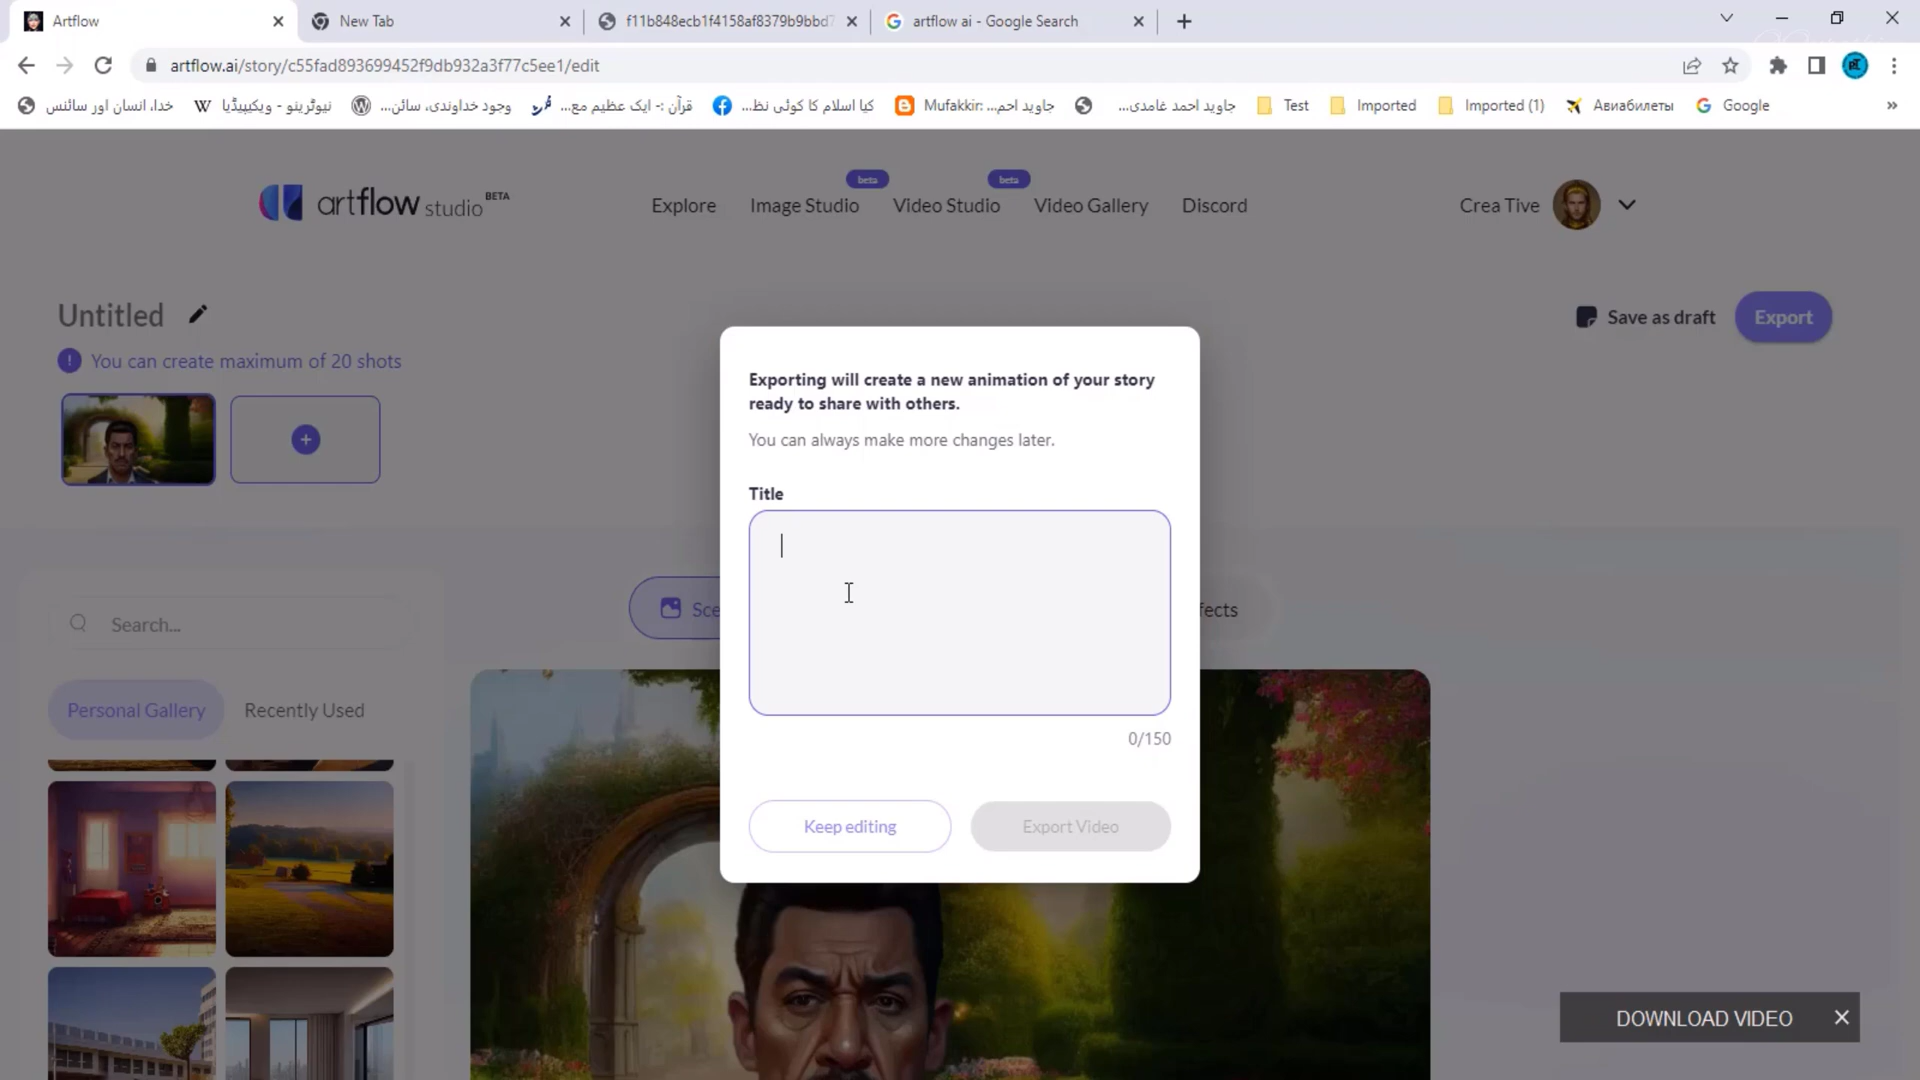 Artflow
New Tab
f11b848ecb1f4158af8379b9bbd7
artflow ai - Google Search
artflow.ai/story/c55fad893699452f9db932a3f77c5ee1/edit
خدا، انسان اور سائنس
نیوٹرینو - ویکیپیڈیا
وجود خداوندی، سائن...
قرآن :- ایک عظیم مع...
کیا اسلام کا کوئی نظ...
Mufakkir: جاوید احم...
جاوید احمد غامدی...
Test
Imported
Imported (1)
Авиабилеты
Google
»
artflow studio BETA
Explore
beta
Image Studio
beta
Video Studio
Video Gallery
Discord
Crea Tive
Untitled
Save as draft
Export
You can create maximum of 20 shots
Exporting will create a new animation of your story
ready to share with others.
You can always make more changes later.
Title
Sce
fects
Search...
Personal Gallery
Recently Used
0/150
Keep editing
Export Video
DOWNLOAD VIDEO